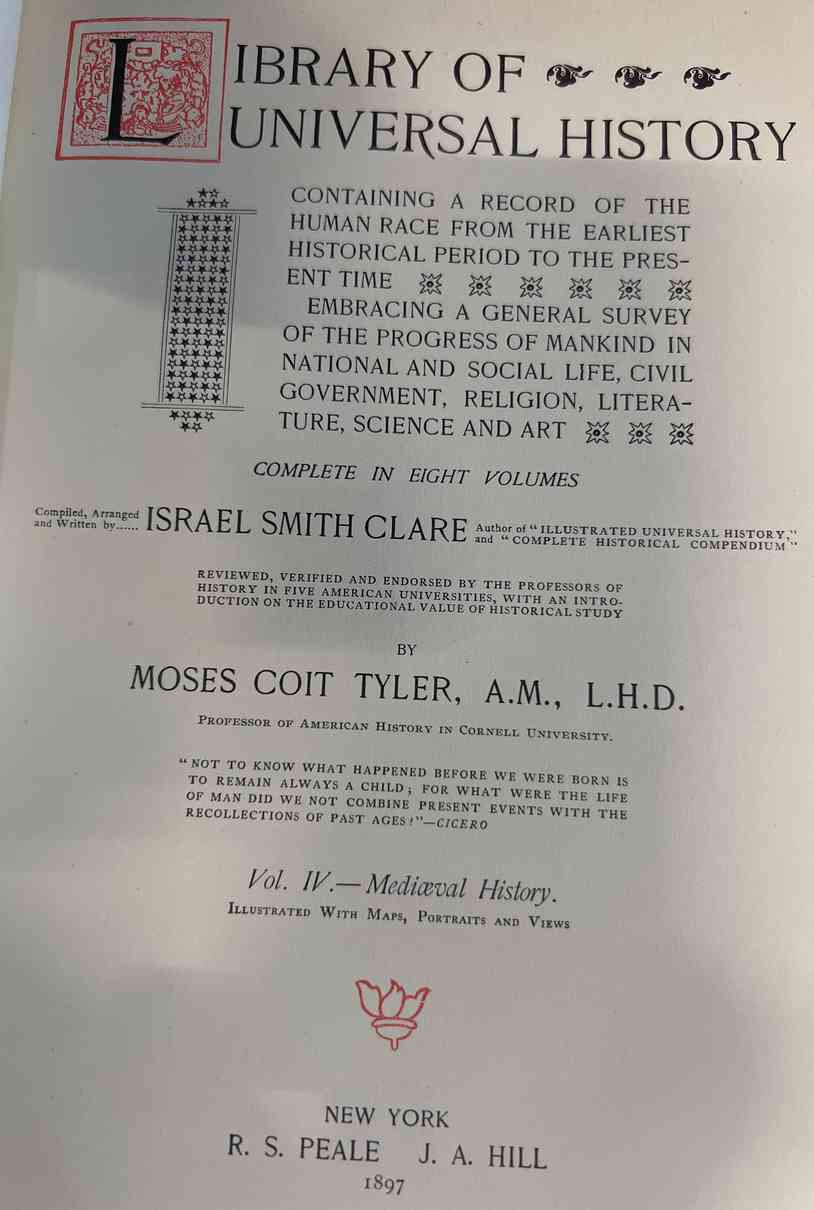 LIBRARY OF
UNIVERSAL HISTORY
CONTAINING A RECORD OF THE
HUMAN RACE FROM THE EARLIEST
HISTORICAL PERIOD TO THE PRES-
ENT TIME
EMBRACING A GENERAL SURVEY
OF THE PROGRESS OF MANKIND IN
NATIONAL AND SOCIAL LIFE, CIVIL
GOVERNMENT, RELIGION, LITERA-
TURE, SCIENCE AND ART
COMPLETE IN EIGHT VOLUMES
Compiled, Arranged
and Written by......
ISRAEL SMITH CLARE
Author of "ILLUSTRATED UNIVERSAL HISTORY,"
and "COMPLETE HISTORICAL COMPENDIUM"
REVIEWED, VERIFIED AND ENDORSED BY THE PROFESSORS OF
HISTORY IN FIVE AMERICAN UNIVERSITIES, WITH AN INTRO-
DUCTION ON THE EDUCATIONAL VALUE OF HISTORICAL STUDY
BY
MOSES COIT TYLER, A.M., L.H.D.
PROFESSOR OF AMERICAN HISTORY IN CORNELL UNIVERSITY.
"NOT TO KNOW WHAT HAPPENED BEFORE WE WERE BORN IS
TO REMAIN ALWAYS A CHILD; FOR WHAT WERE THE LIFE
OF MAN DID WE NOT COMBINE PRESENT EVENTS WITH THE
RECOLLECTIONS OF PAST AGES!"—CICERO
Vol. IV.—Mediæval History.
ILLUSTRATED WITH MAPS, PORTRAITS AND VIEWS
NEW YORK
R. S. PEALE J. A. HILL
1897